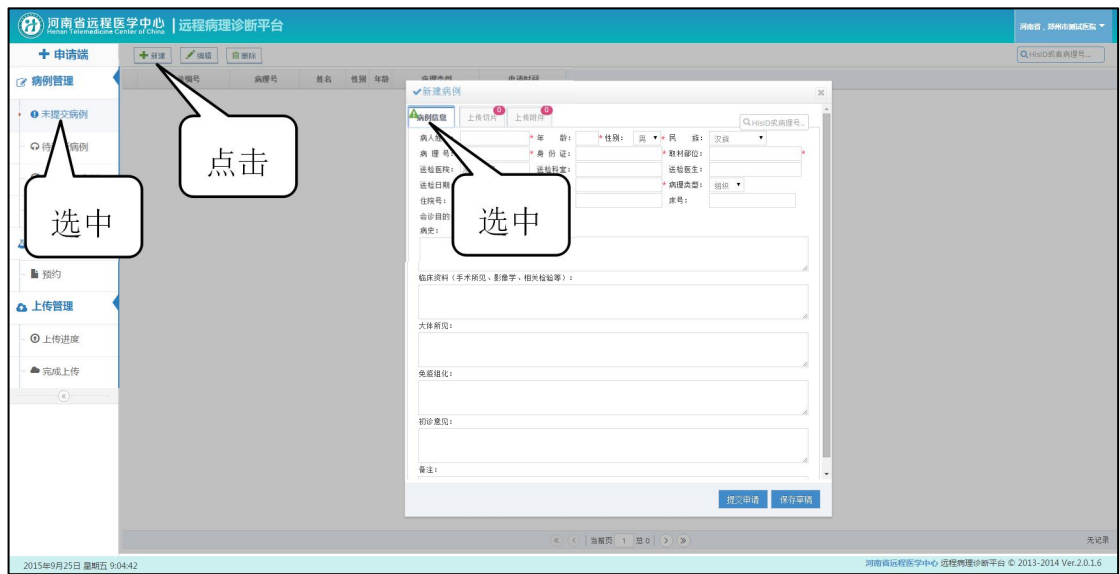 河南省远程医学中心 | 远程病理诊断平台
Henan Telemedicine Center of China
河南省，郑州市测试医院
申请端
新建 编辑 删除
HisID或者病理号...
病例管理
病理号 姓名 性别 年龄 病理类型 申请时间
新建病例
未提交病例
病例信息 上传切片 0 上传附件 0
HisID或病理号..
点击
病人姓 * 年 龄: * 性别: 男 * 民 族: 汉族
病 理 号: * 身 份 证: * 取材部位: *
送检医院: 送检科室: 送检医生:
送检日期 * 病理类型: 组织
住院号: 床号:
会诊目的
病史:
选中
选中
临床资料（手术所见、影像学、相关检验等）:
预约
上传管理
大体所见:
上传进度
免疫组化:
完成上传
初诊意见:
备注:
提交申请 保存草稿
当前页 1 总 0
无记录
2015年9月25日 星期五 9:04:42
河南省远程医学中心 远程病理诊断平台 © 2013-2014 Ver.2.0.1.6